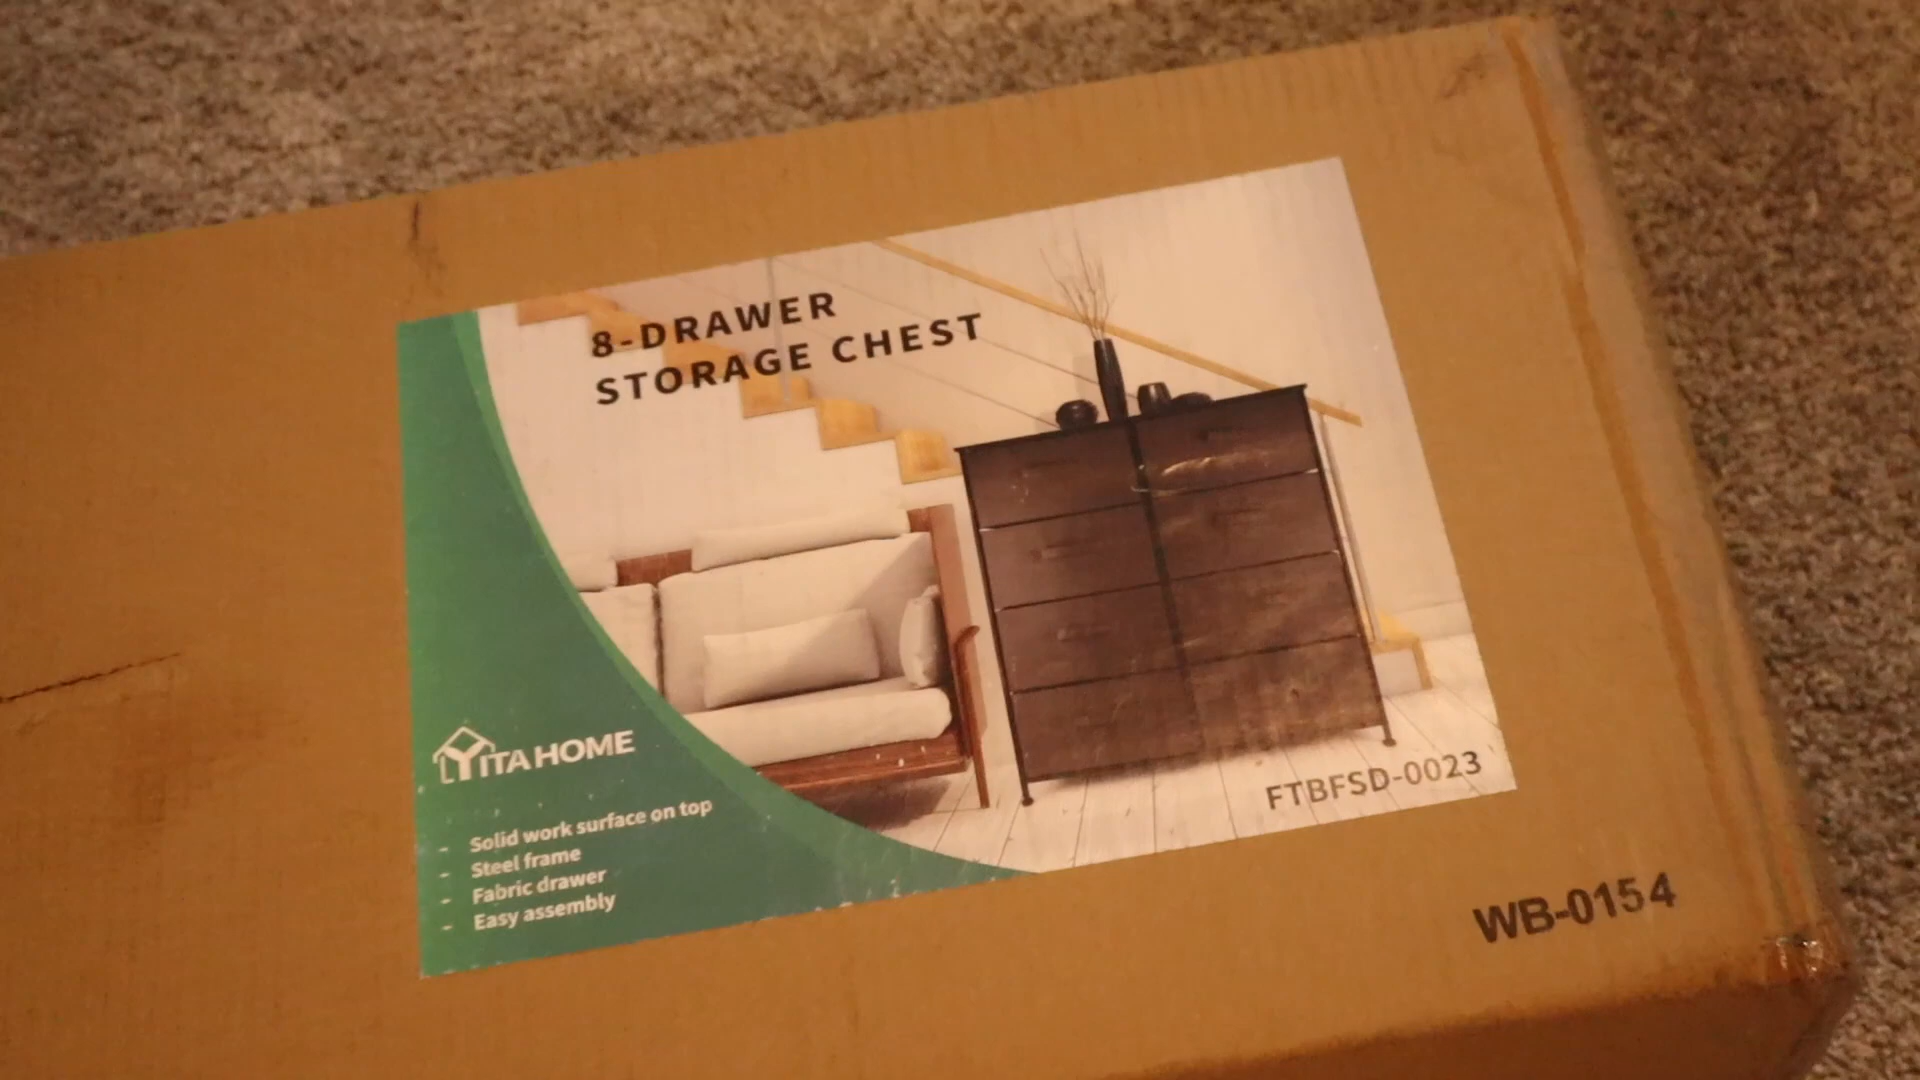 8-DRAWER
STORAGE CHEST
YITAHOME
- Solid work surface on top
- Steel frame
- Fabric drawer
- Easy assembly
FTBFSD-0023
WB-0154